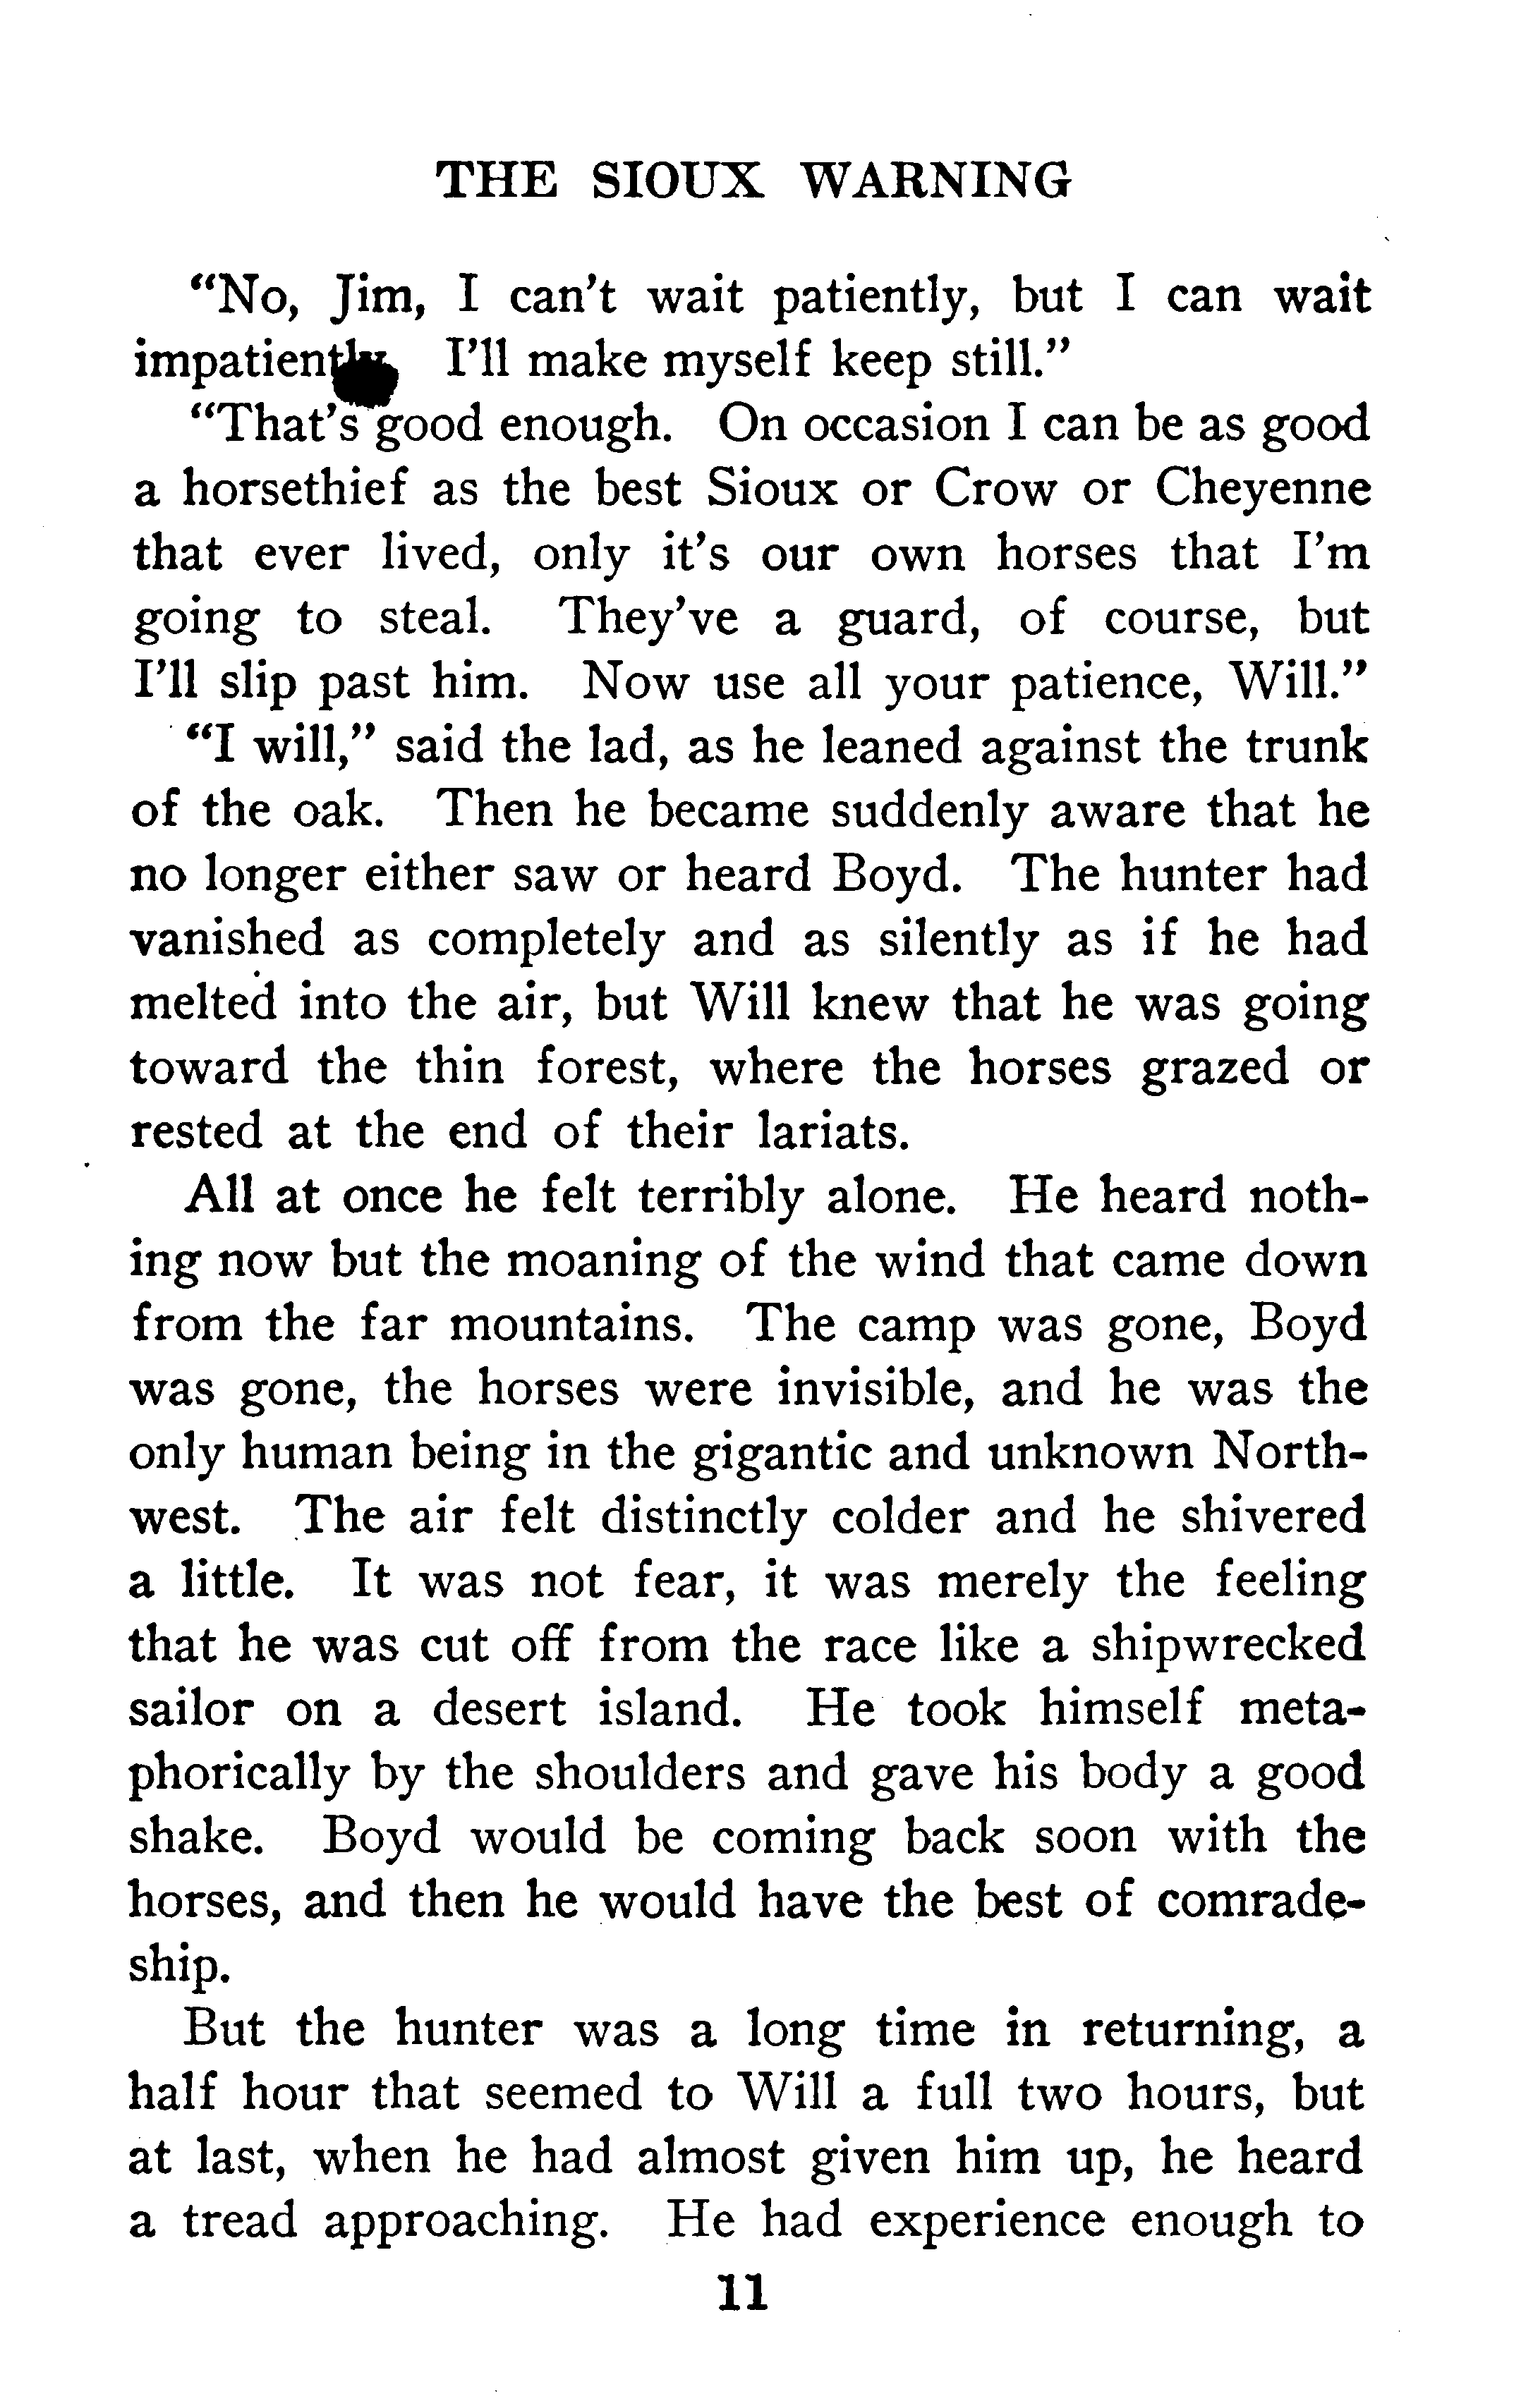 THE SIOUX WARNING
“No, Jim, I can't wait patiently, but I can wait
impatiently. I'll make myself keep still.”
“That's good enough. On occasion I can be as good
a horsethief as the best Sioux or Crow or Cheyenne
that ever lived, only it's our own horses that I'm
going to steal. They've a guard, of course, but
I'll slip past him. Now use all your patience, Will.”
“I will,” said the lad, as he leaned against the trunk
of the oak. Then he became suddenly aware that he
no longer either saw or heard Boyd. The hunter had
vanished as completely and as silently as if he had
melted into the air, but Will knew that he was going
toward the thin forest, where the horses grazed or
rested at the end of their lariats.
All at once he felt terribly alone. He heard noth-
ing now but the moaning of the wind that came down
from the far mountains. The camp was gone, Boyd
was gone, the horses were invisible, and he was the
only human being in the gigantic and unknown North-
west. The air felt distinctly colder and he shivered
a little. It was not fear, it was merely the feeling
that he was cut off from the race like a shipwrecked
sailor on a desert island. He took himself meta-
phorically by the shoulders and gave his body a good
shake. Boyd would be coming back soon with the
horses, and then he would have the best of comrade-
ship.
But the hunter was a long time in returning, a
half hour that seemed to Will a full two hours, but
at last, when he had almost given him up, he heard
a tread approaching. He had experience enough to
11